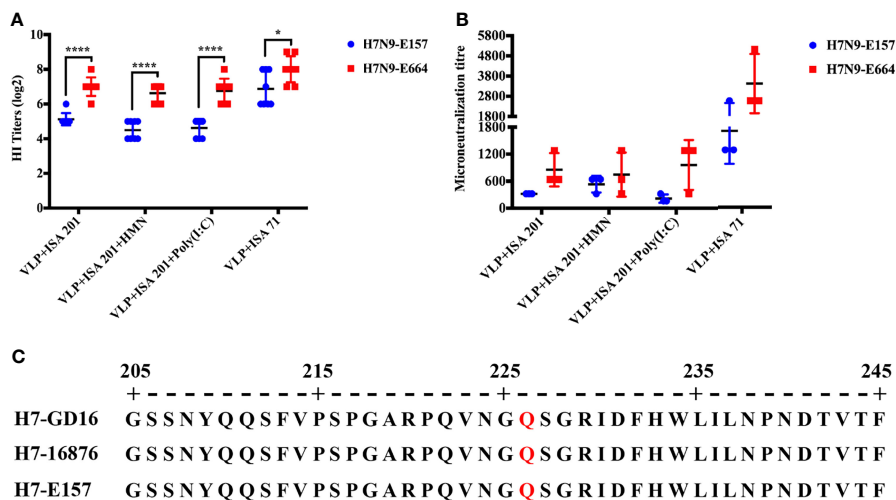 A
HI Titers (log2)
10
8
6
4
2
0
****
****
****
*
H7N9-E157
H7N9-E664
VLP+ISA 201
VLP+ISA 201+HMN
VLP+ISA 201+Poly(I:C)
VLP+ISA 71
B
Microneutralization titre
5800
4800
3800
2800
1800
1800
1200
600
0
H7N9-E157
H7N9-E664
VLP+ISA 201
VLP+ISA 201+HMN
VLP+ISA 201+Poly(I:C)
VLP+ISA 71
C
205 215 225 235 245
+ - - - - - - - - - + - - - - - - - - - + - - - - - - - - - + - - - - - - - - - +
H7-GD16 G S S N Y Q Q S F V P S P G A R P Q V N G Q S G R I D F H W L I L N P N D T V T F
H7-16876 G S S N Y Q Q S F V P S P G A R P Q V N G Q S G R I D F H W L I L N P N D T V T F
H7-E157 G S S N Y Q Q S F V P S P G A R P Q V N G Q S G R I D F H W L I L N P N D T V T F